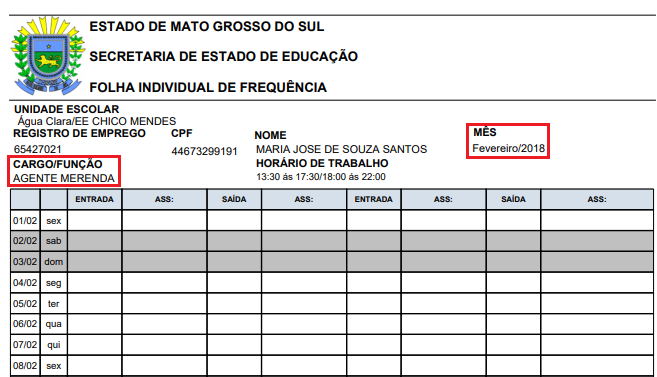 ESTADO DE MATO GROSSO DO SUL
SECRETARIA DE ESTADO DE EDUCAÇÃO
FOLHA INDIVIDUAL DE FREQUÊNCIA
UNIDADE ESCOLAR
Água Clara/EE CHICO MENDES
REGISTRO DE EMPREGO CPF NOME MÊS
65427021 44673299191 MARIA JOSE DE SOUZA SANTOS Fevereiro/2018
CARGO/FUNÇÃO HORÁRIO DE TRABALHO
AGENTE MERENDA 13:30 ás 17:30/18:00 ás 22:00
ENTRADA ASS: SAÍDA ASS: ENTRADA ASS: SAÍDA ASS:
01/02 sex
02/02 sab
03/02 dom
04/02 seg
05/02 ter
06/02 qua
07/02 qui
08/02 sex